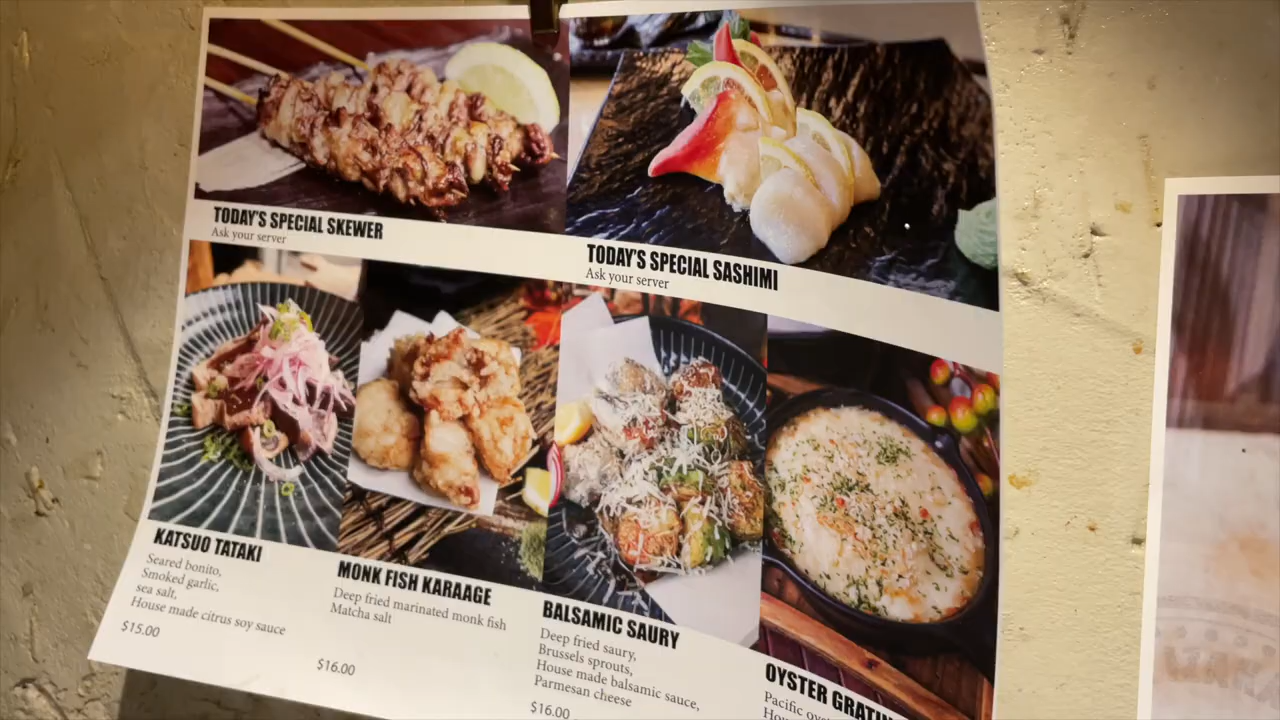 TODAY'S SPECIAL SKEWER
Ask your server
TODAY'S SPECIAL SASHIMI
Ask your server
KATSUO TATAKI
Seared bonito,
Smoked garlic,
sea salt,
House made citrus soy sauce
$15.00
MONK FISH KARAAGE
Deep fried marinated monk fish
Matcha salt
$16.00
BALSAMIC SAURY
Deep fried saury,
Brussels sprouts,
House made balsamic sauce,
Parmesan cheese
$16.00
OYSTER GRATIN
Pacific